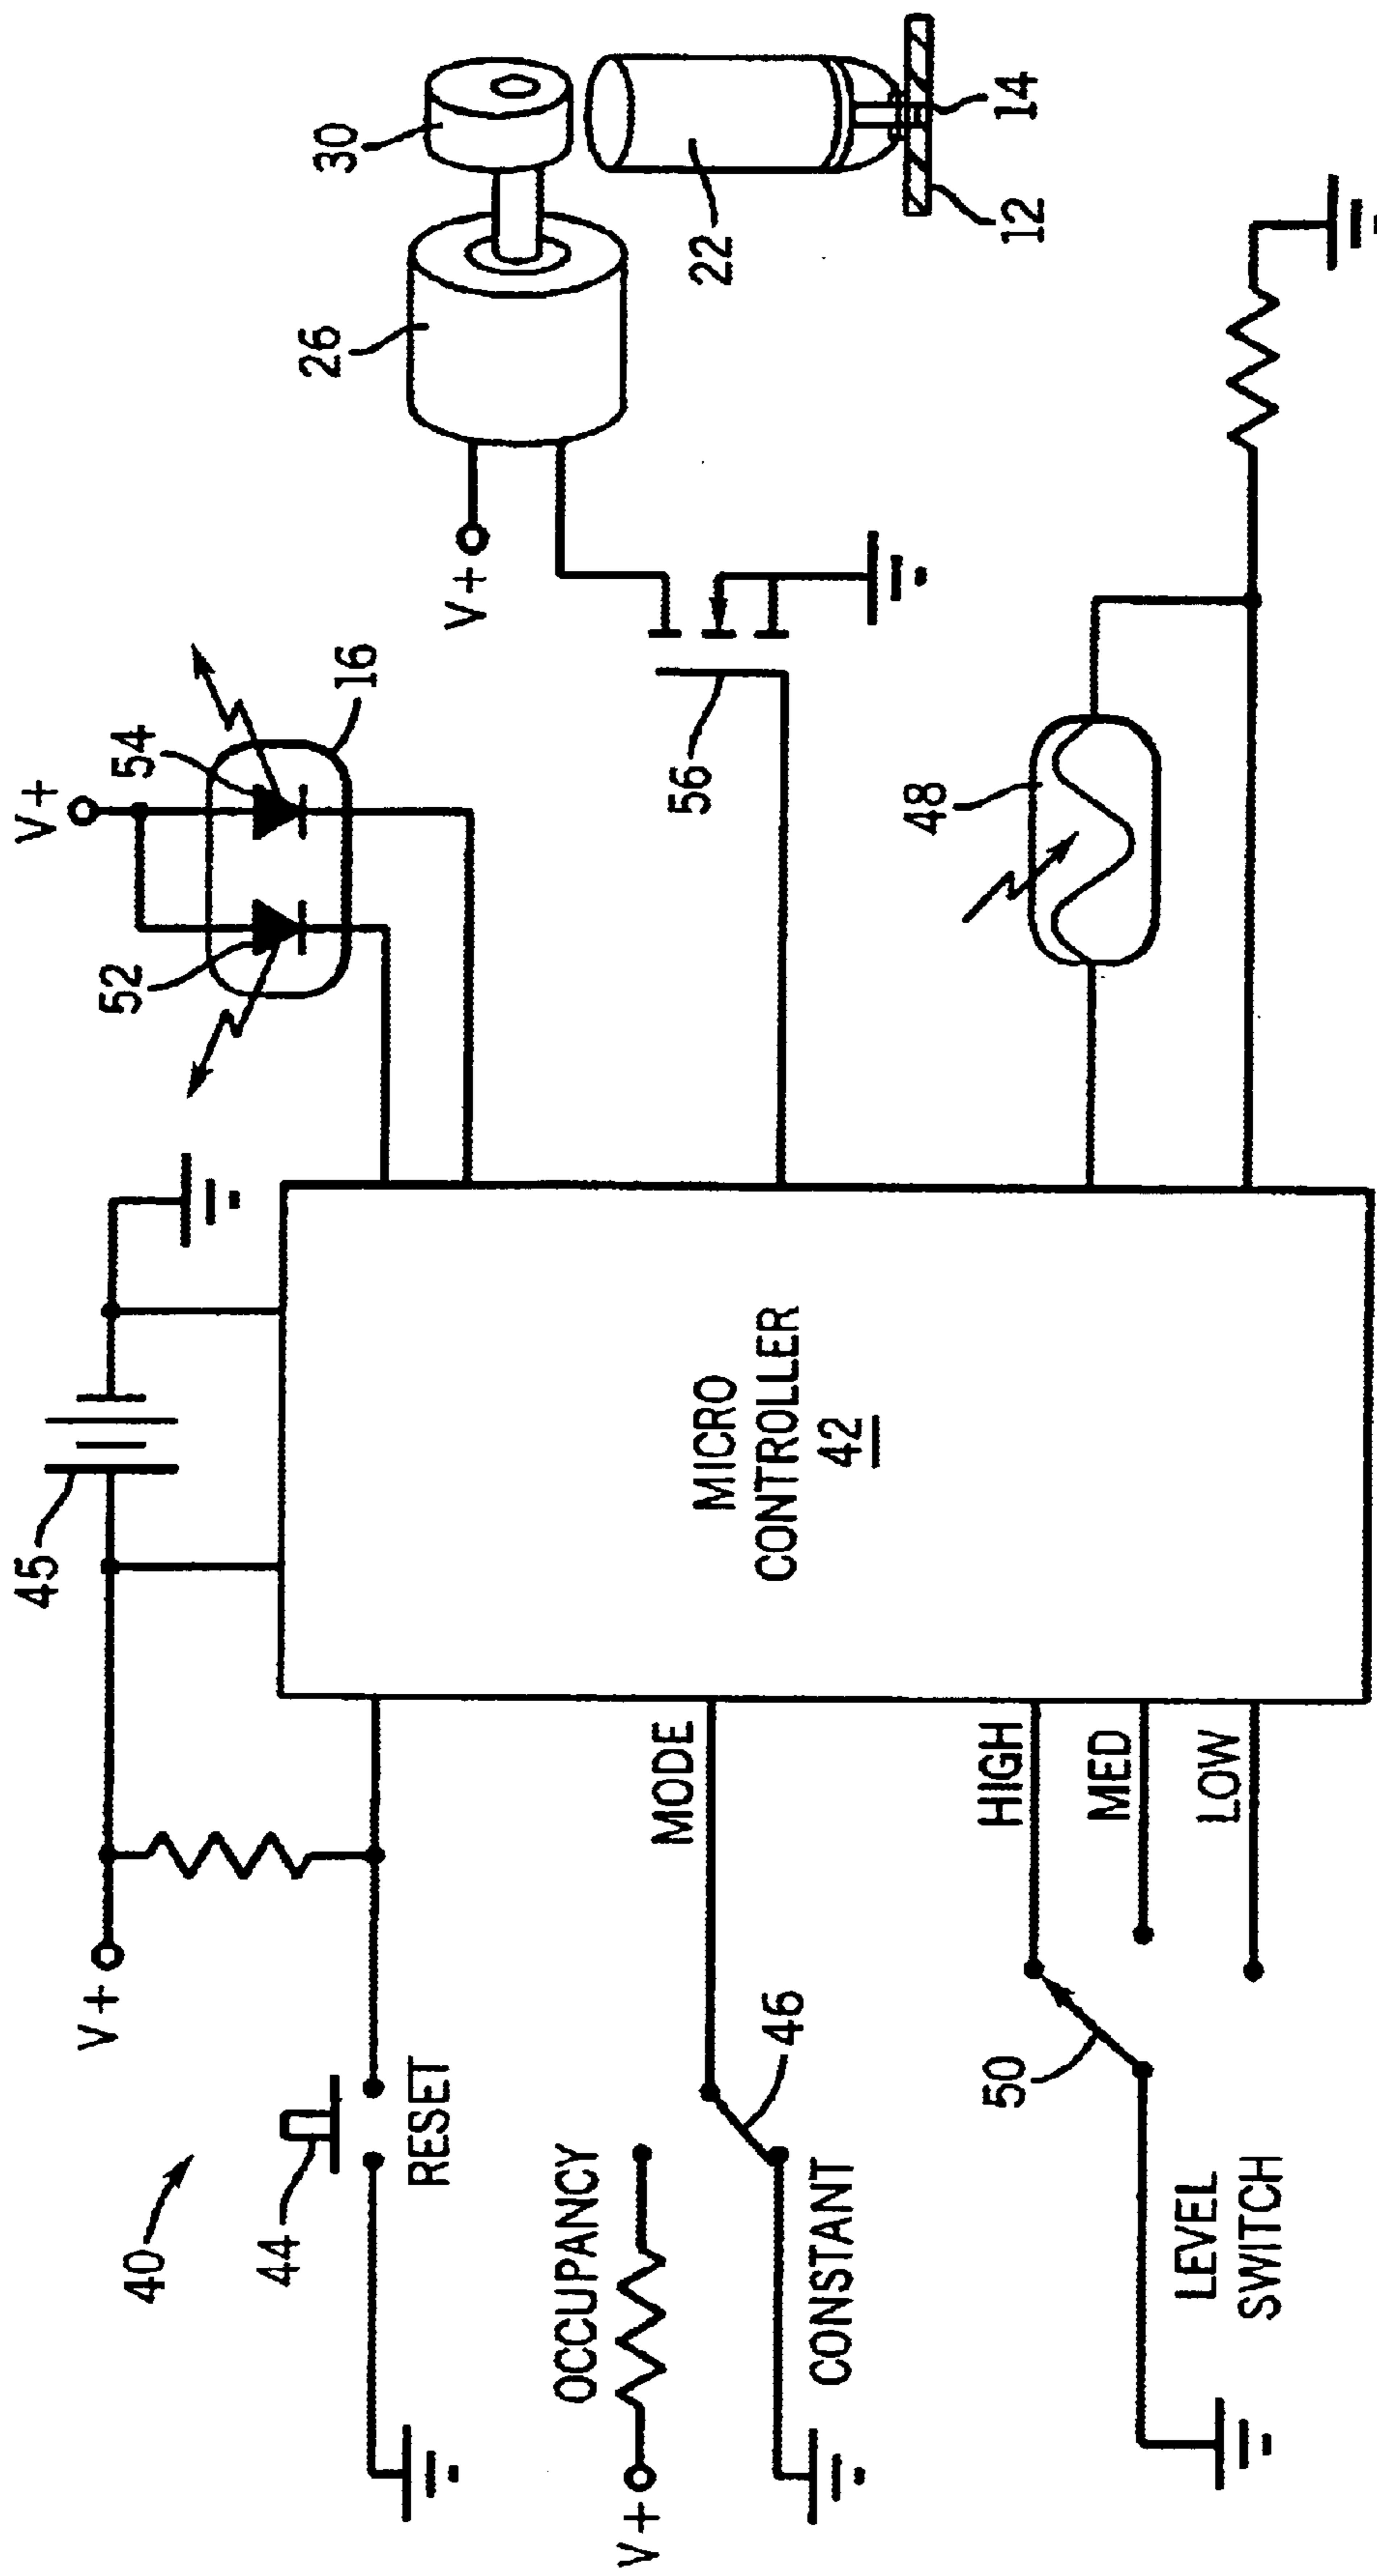 45
V+
54
52
16
30
26
V+
22
14
12
56
48
MICRO
CONTROLLER
42
V+
40
44
RESET
MODE
OCCUPANCY
V+
46
CONSTANT
HIGH
MED
LOW
50
LEVEL
SWITCH